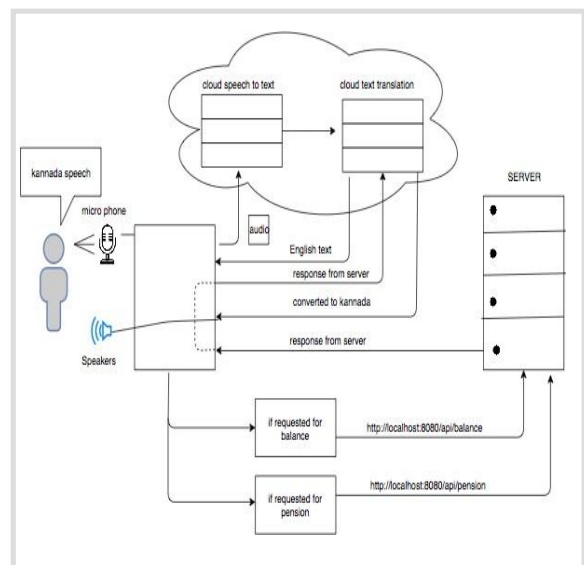 cloud speech to text
cloud text translation
kannada speech
SERVER
micro phone
audio
English text
response from server
converted to kannada
response from server
Speakers
if requested for
balance
http://localhost:8080/api/balance
if requested for
pension
http://localhost:8080/api/pension